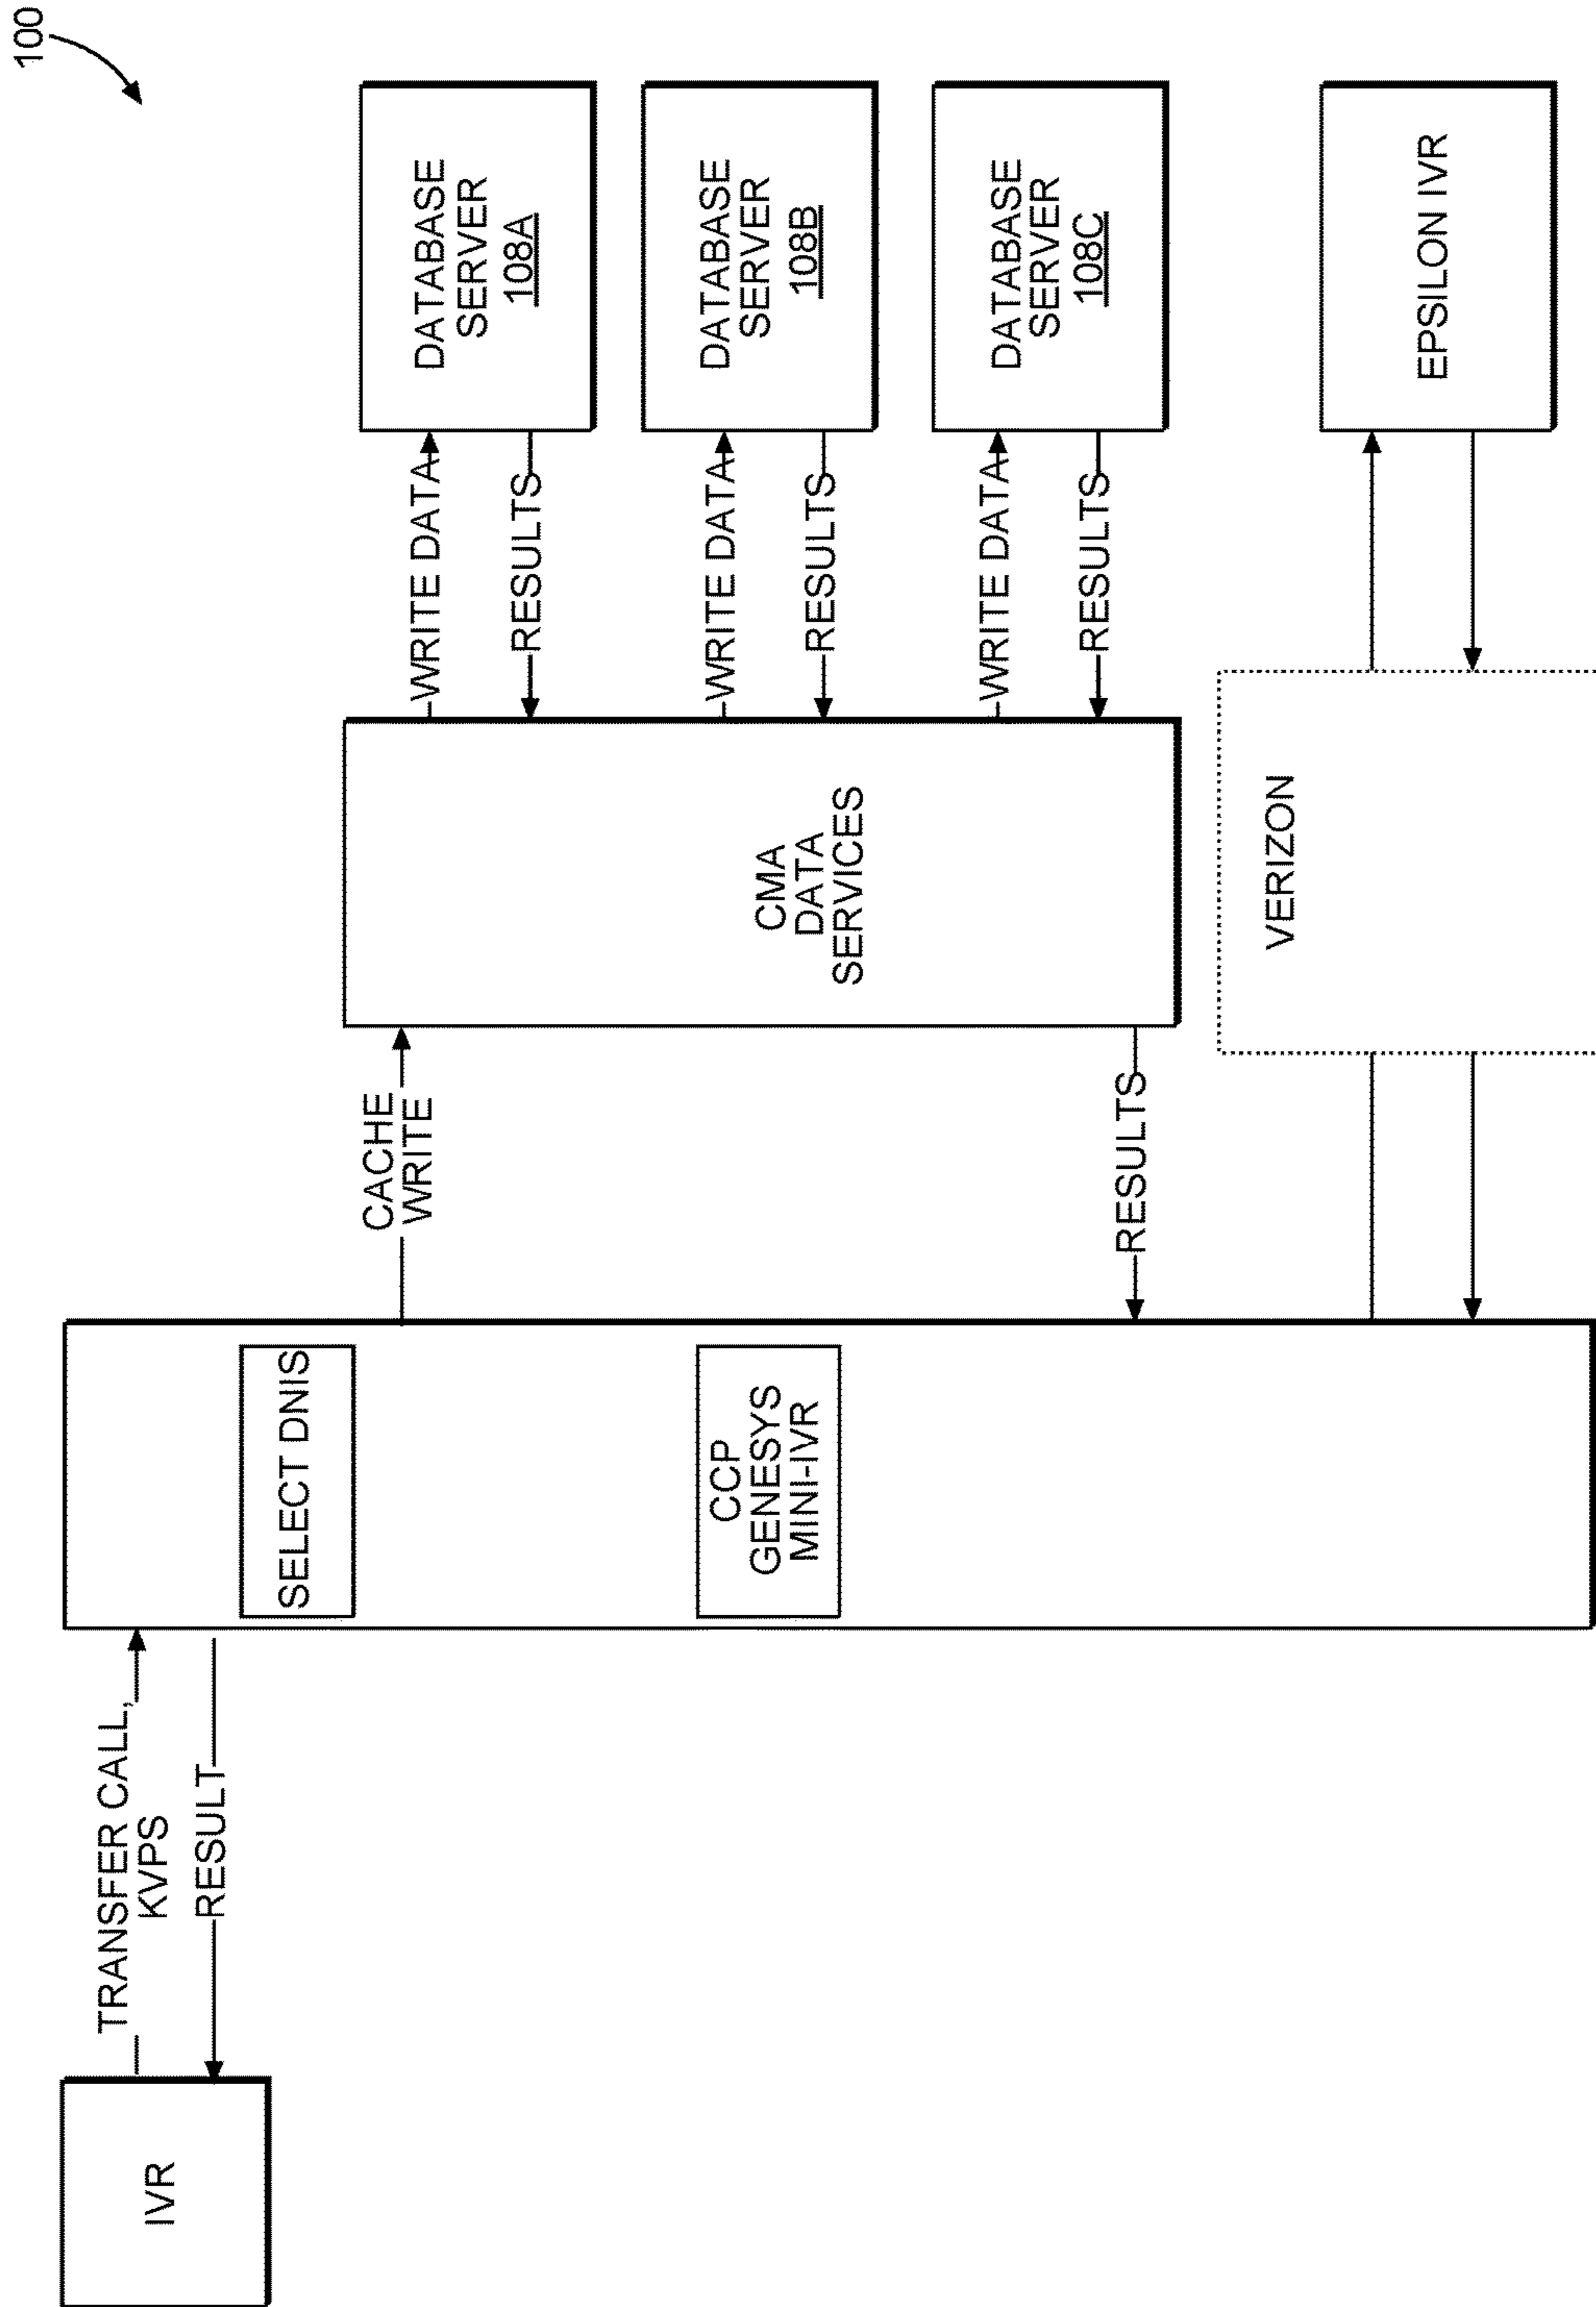 100
IVR
TRANSFER CALL,
KVPS
RESULT
SELECT DNIS
CCP
GENESYS
MINI-IVR
CACHE
WRITE
RESULTS
CMA
DATA
SERVICES
WRITE DATA
RESULTS
WRITE DATA
RESULTS
WRITE DATA
RESULTS
DATABASE
SERVER
108A
DATABASE
SERVER
108B
DATABASE
SERVER
108C
VERIZON
EPSILON IVR